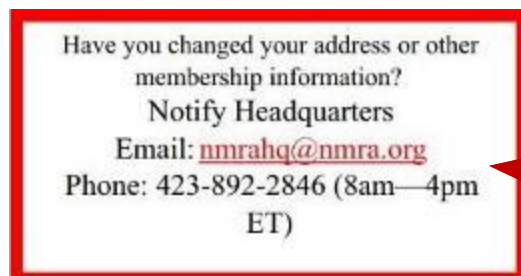 Have you changed your address or other
membership information?
Notify Headquarters
Email: nmrahq@nmra.org
Phone: 423-892-2846 (8am—4pm
ET)